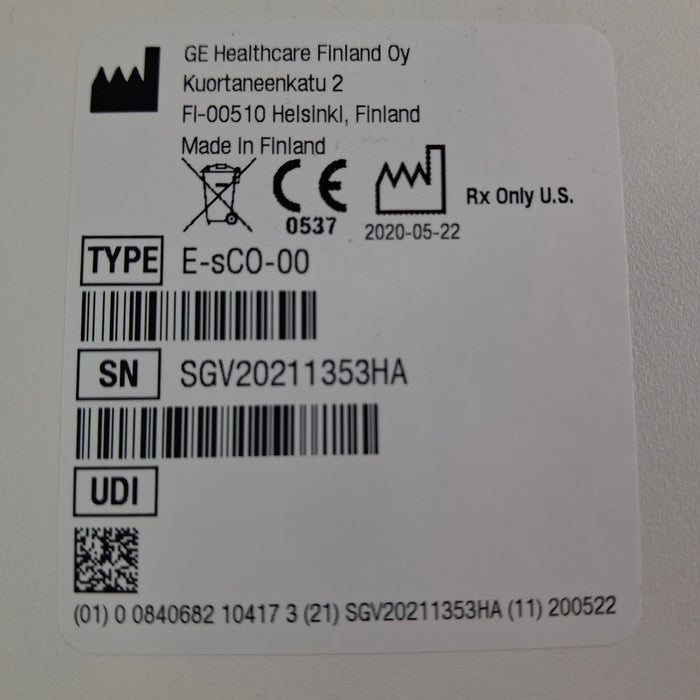 GE Healthcare Finland Oy
Kuortaneenkatu 2
FI-00510 Helsinki, Finland
Made in Finland
CE
0537
2020-05-22
Rx Only U.S.
TYPE E-sCO-00
SN SGV20211353HA
UDI
(01) 0 0840682 10417 3 (21) SGV20211353HA (11) 200522